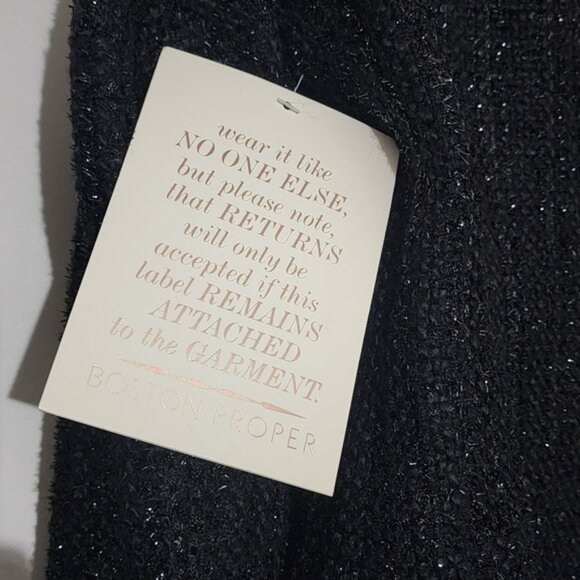 wear it like
NO ONE ELSE,
but please note,
that RETURNS
will only be
accepted if this
label REMAINS
ATTACHED
to the GARMENT.
BOSTON PROPER